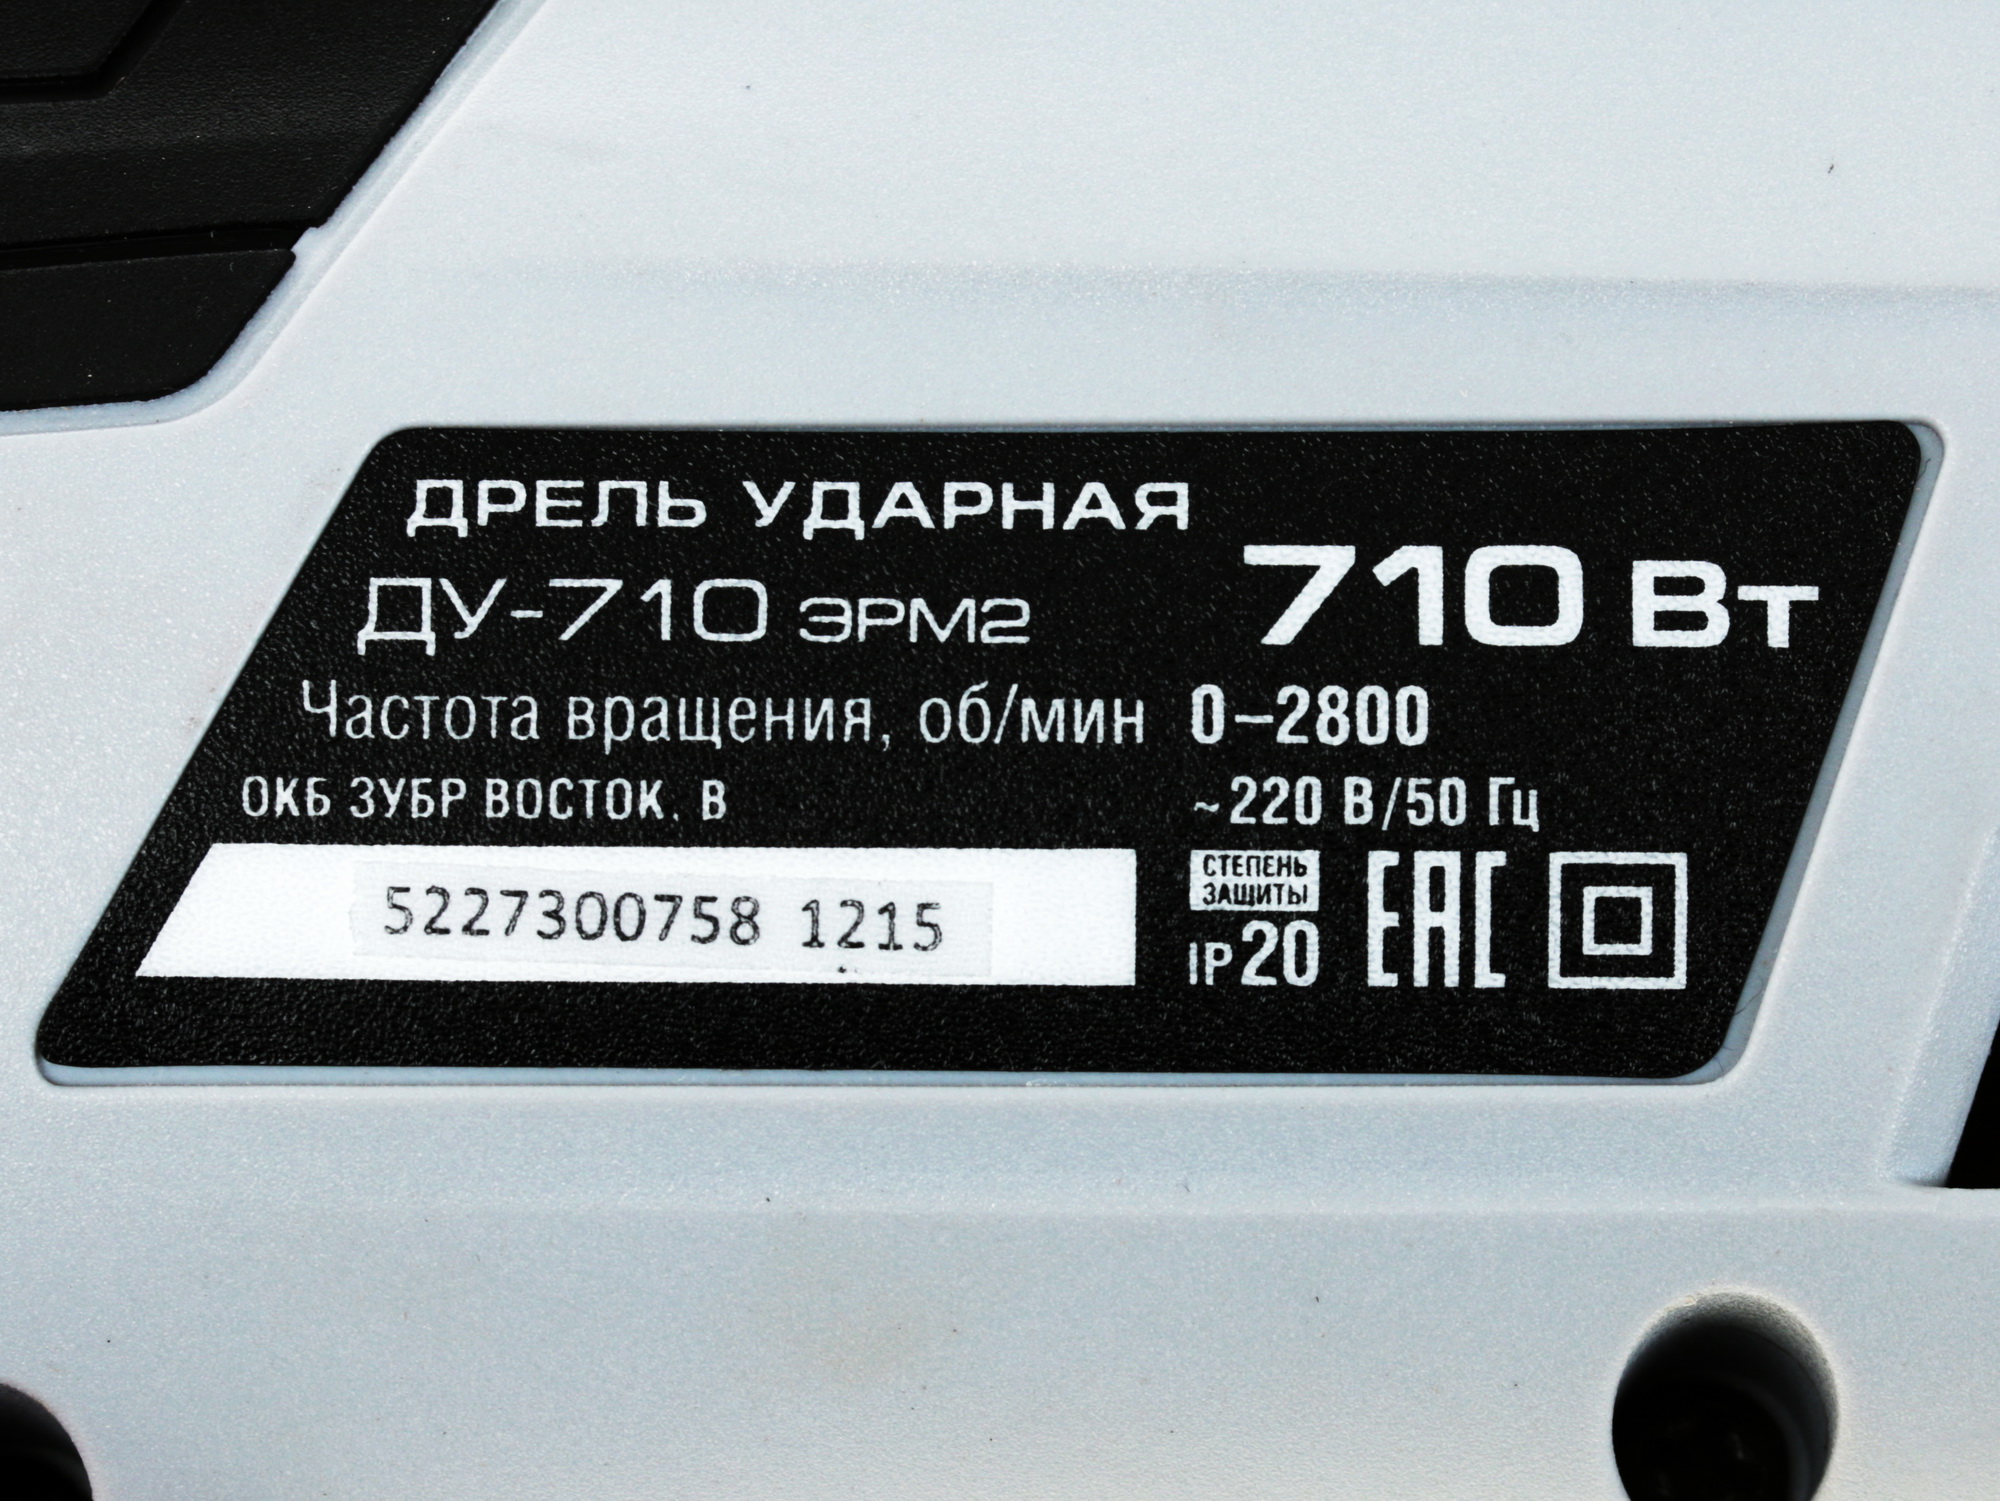 ДРЕЛЬ УДАРНАЯ
ДУ-710 ЭРМ2
710 Вт
Частота вращения, об/мин 0–2800
ОКБ ЗУБР ВОСТОК. В
~220 В/50 Гц
5227300758 1215
СТЕПЕНЬ
ЗАЩИТЫ
IP20
EAC